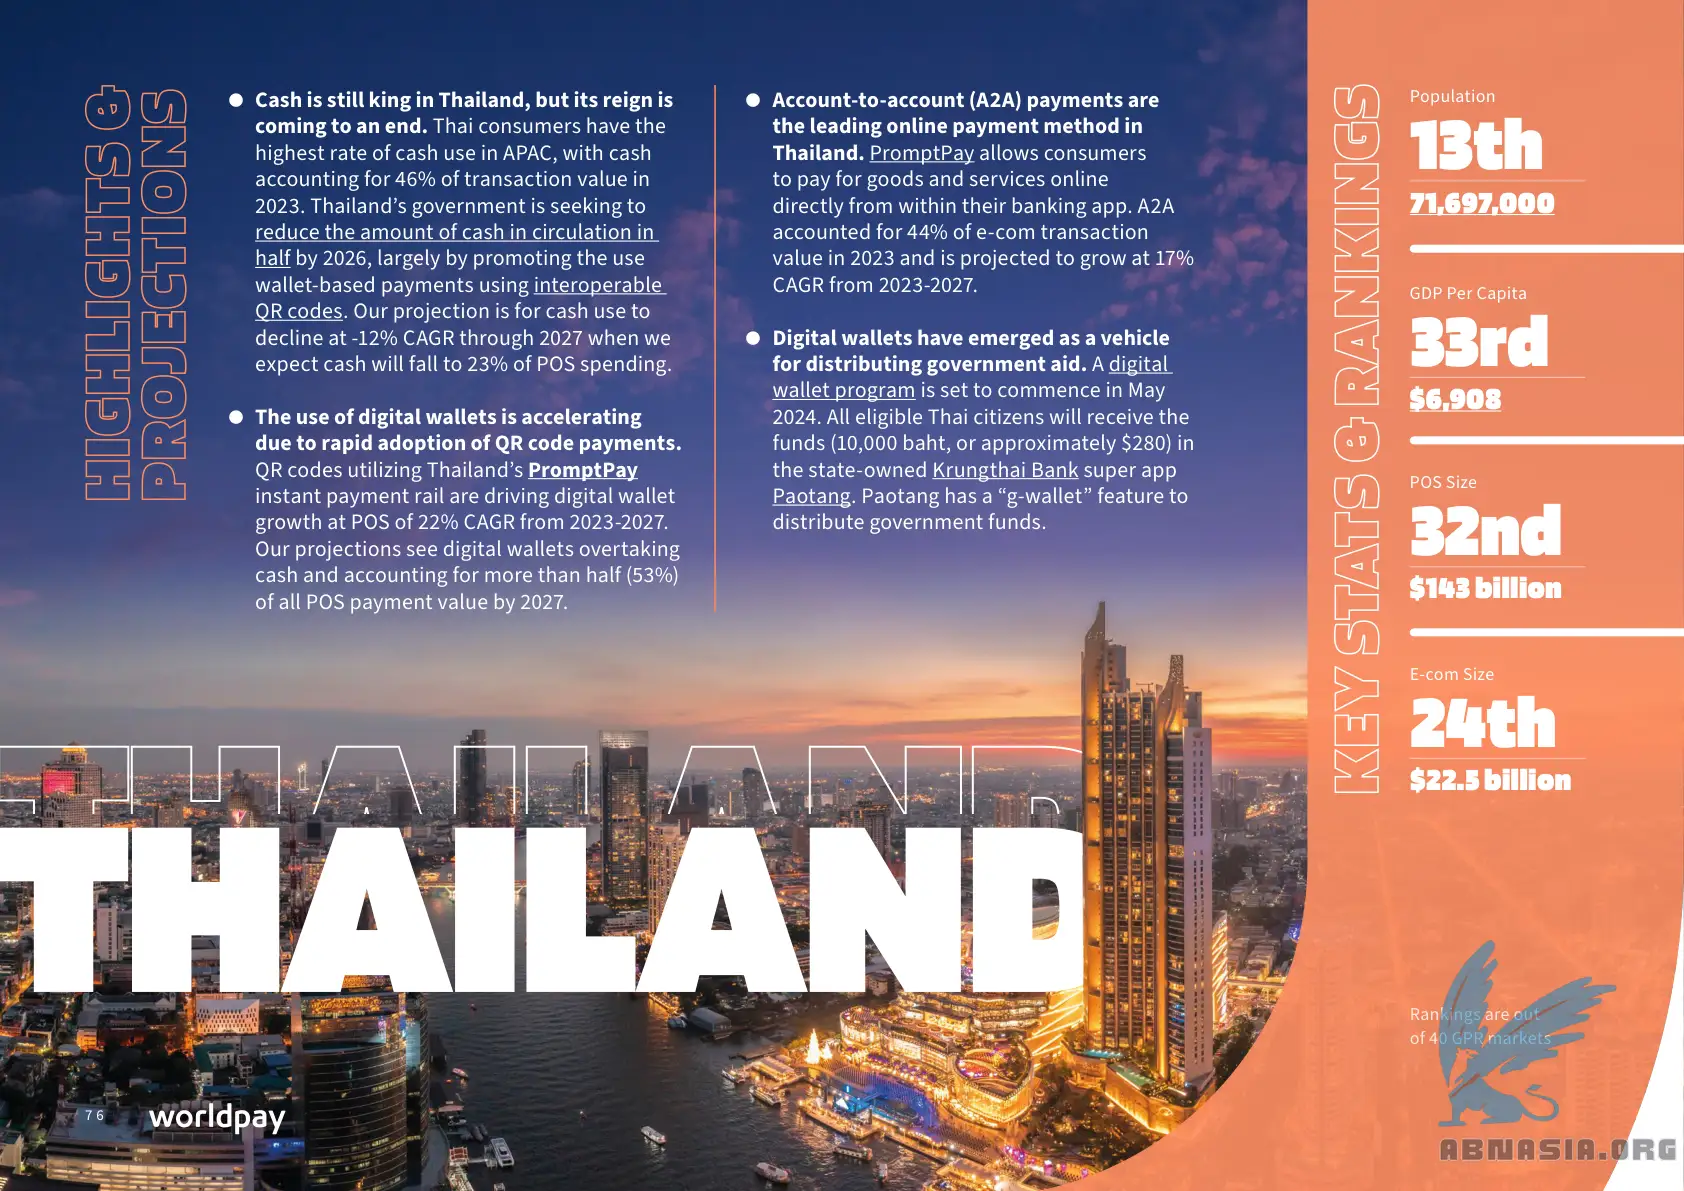 HIGHLIGHTS &
PROJECTIONS
● Cash is still king in Thailand, but its reign is
coming to an end. Thai consumers have the
highest rate of cash use in APAC, with cash
accounting for 46% of transaction value in
2023. Thailand’s government is seeking to
reduce the amount of cash in circulation in
half by 2026, largely by promoting the use
wallet-based payments using interoperable
QR codes. Our projection is for cash use to
decline at -12% CAGR through 2027 when we
expect cash will fall to 23% of POS spending.
● The use of digital wallets is accelerating
due to rapid adoption of QR code payments.
QR codes utilizing Thailand’s PromptPay
instant payment rail are driving digital wallet
growth at POS of 22% CAGR from 2023-2027.
Our projections see digital wallets overtaking
cash and accounting for more than half (53%)
of all POS payment value by 2027.
● Account-to-account (A2A) payments are
the leading online payment method in
Thailand. PromptPay allows consumers
to pay for goods and services online
directly from within their banking app. A2A
accounted for 44% of e-com transaction
value in 2023 and is projected to grow at 17%
CAGR from 2023-2027.
● Digital wallets have emerged as a vehicle
for distributing government aid. A digital
wallet program is set to commence in May
2024. All eligible Thai citizens will receive the
funds (10,000 baht, or approximately $280) in
the state-owned Krungthai Bank super app
Paotang. Paotang has a “g-wallet” feature to
distribute government funds.
THAILAND
THAILAND
76
worldpay
KEY STATS & RANKINGS
Population
13th
71,697,000
GDP Per Capita
33rd
$6,908
POS Size
32nd
$143 billion
E-com Size
24th
$22.5 billion
Rankings are out
of 40 GPR markets
ABNASIA.ORG